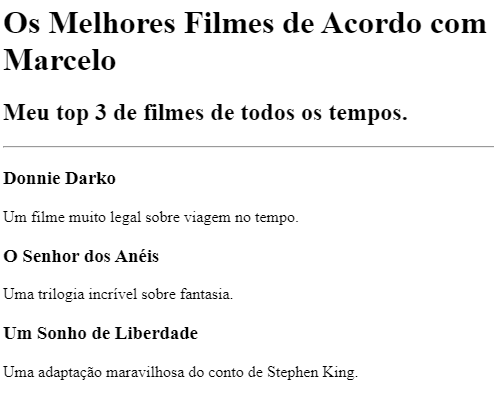 Os Melhores Filmes de Acordo com
Marcelo
Meu top 3 de filmes de todos os tempos.
Donnie Darko
Um filme muito legal sobre viagem no tempo.
O Senhor dos Anéis
Uma trilogia incrível sobre fantasia.
Um Sonho de Liberdade
Uma adaptação maravilhosa do conto de Stephen King.